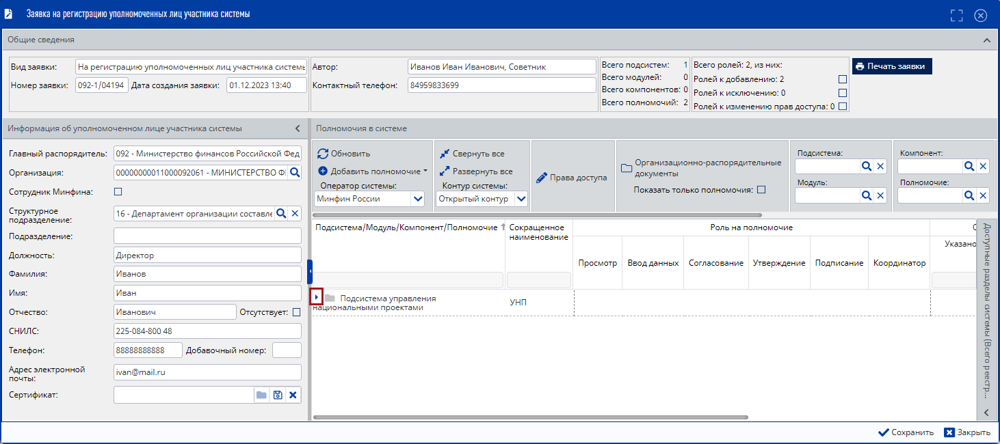 Заявка на регистрацию уполномоченных лиц участника системы
Общие сведения
Вид заявки: На регистрацию уполномоченных лиц участника системы
Номер заявки: 092-1/04194 Дата создания заявки: 01.12.2023 13:40
Автор: Иванов Иван Иванович, Советник
Контактный телефон: 84959833699
Всего подсистем: 1
Всего модулей: 0
Всего компонентов: 0
Всего полномочий: 2
Всего ролей: 2, из них:
Ролей к добавлению: 2
Ролей к исключению: 0
Ролей к изменению прав доступа: 0
Печать заявки
Информация об уполномоченном лице участника системы
Главный распорядитель: 092 - Министерство финансов Российской Фед
Организация: 00000000011000092061 - МИНИСТЕРСТВО Ф
Сотрудник Минфина:
Структурное
подразделение:
16 - Департамент организации составле
Подразделение:
Должность: Директор
Фамилия: Иванов
Имя: Иван
Отчество: Иванович Отсутствует:
СНИЛС: 225-084-800 48
Телефон: 88888888888 Добавочный номер:
Адрес электронной
почты:
ivan@mail.ru
Сертификат:
Полномочия в системе
Обновить
Добавить полномочие
Оператор системы:
Минфин России
Свернуть все
Развернуть все
Контур системы:
Открытый контур
Права доступа
Организационно-распорядительные
документы
Показать только полномочия:
Подсистема:
Модуль:
Компонент:
Полномочие:
Подсистема/Модуль/Компонент/Полномочие
Сокращенное
наименование
Роль на полномочие
Просмотр Ввод данных Согласование Утверждение Подписание Координатор
С
Указано
Подсистема управления
национальными проектами
УНП
Доступные разделы системы (Всего реестр...
Сохранить Закрыть